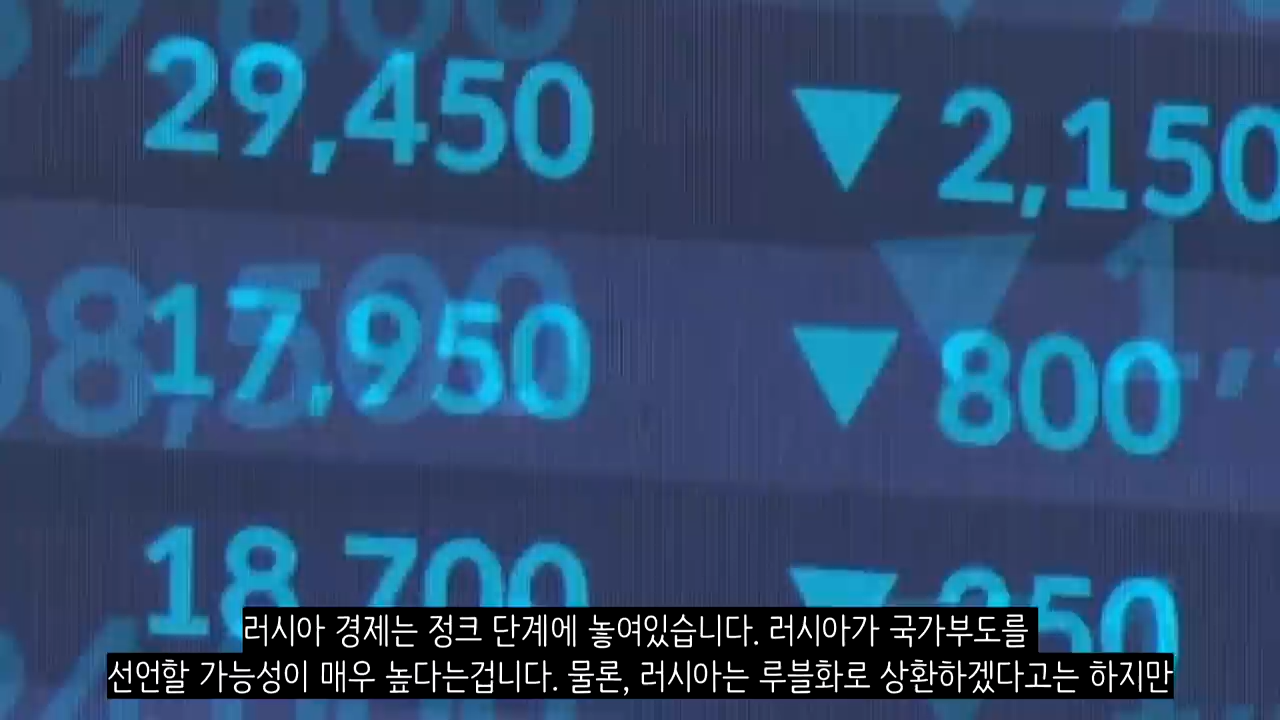 29,450 ▼ 2,150
17,950 ▼ 800
18,700
러시아 경제는 정크 단계에 놓여있습니다. 러시아가 국가부도를
선언할 가능성이 매우 높다는겁니다. 물론, 러시아는 루블화로 상환하겠다고는 하지만